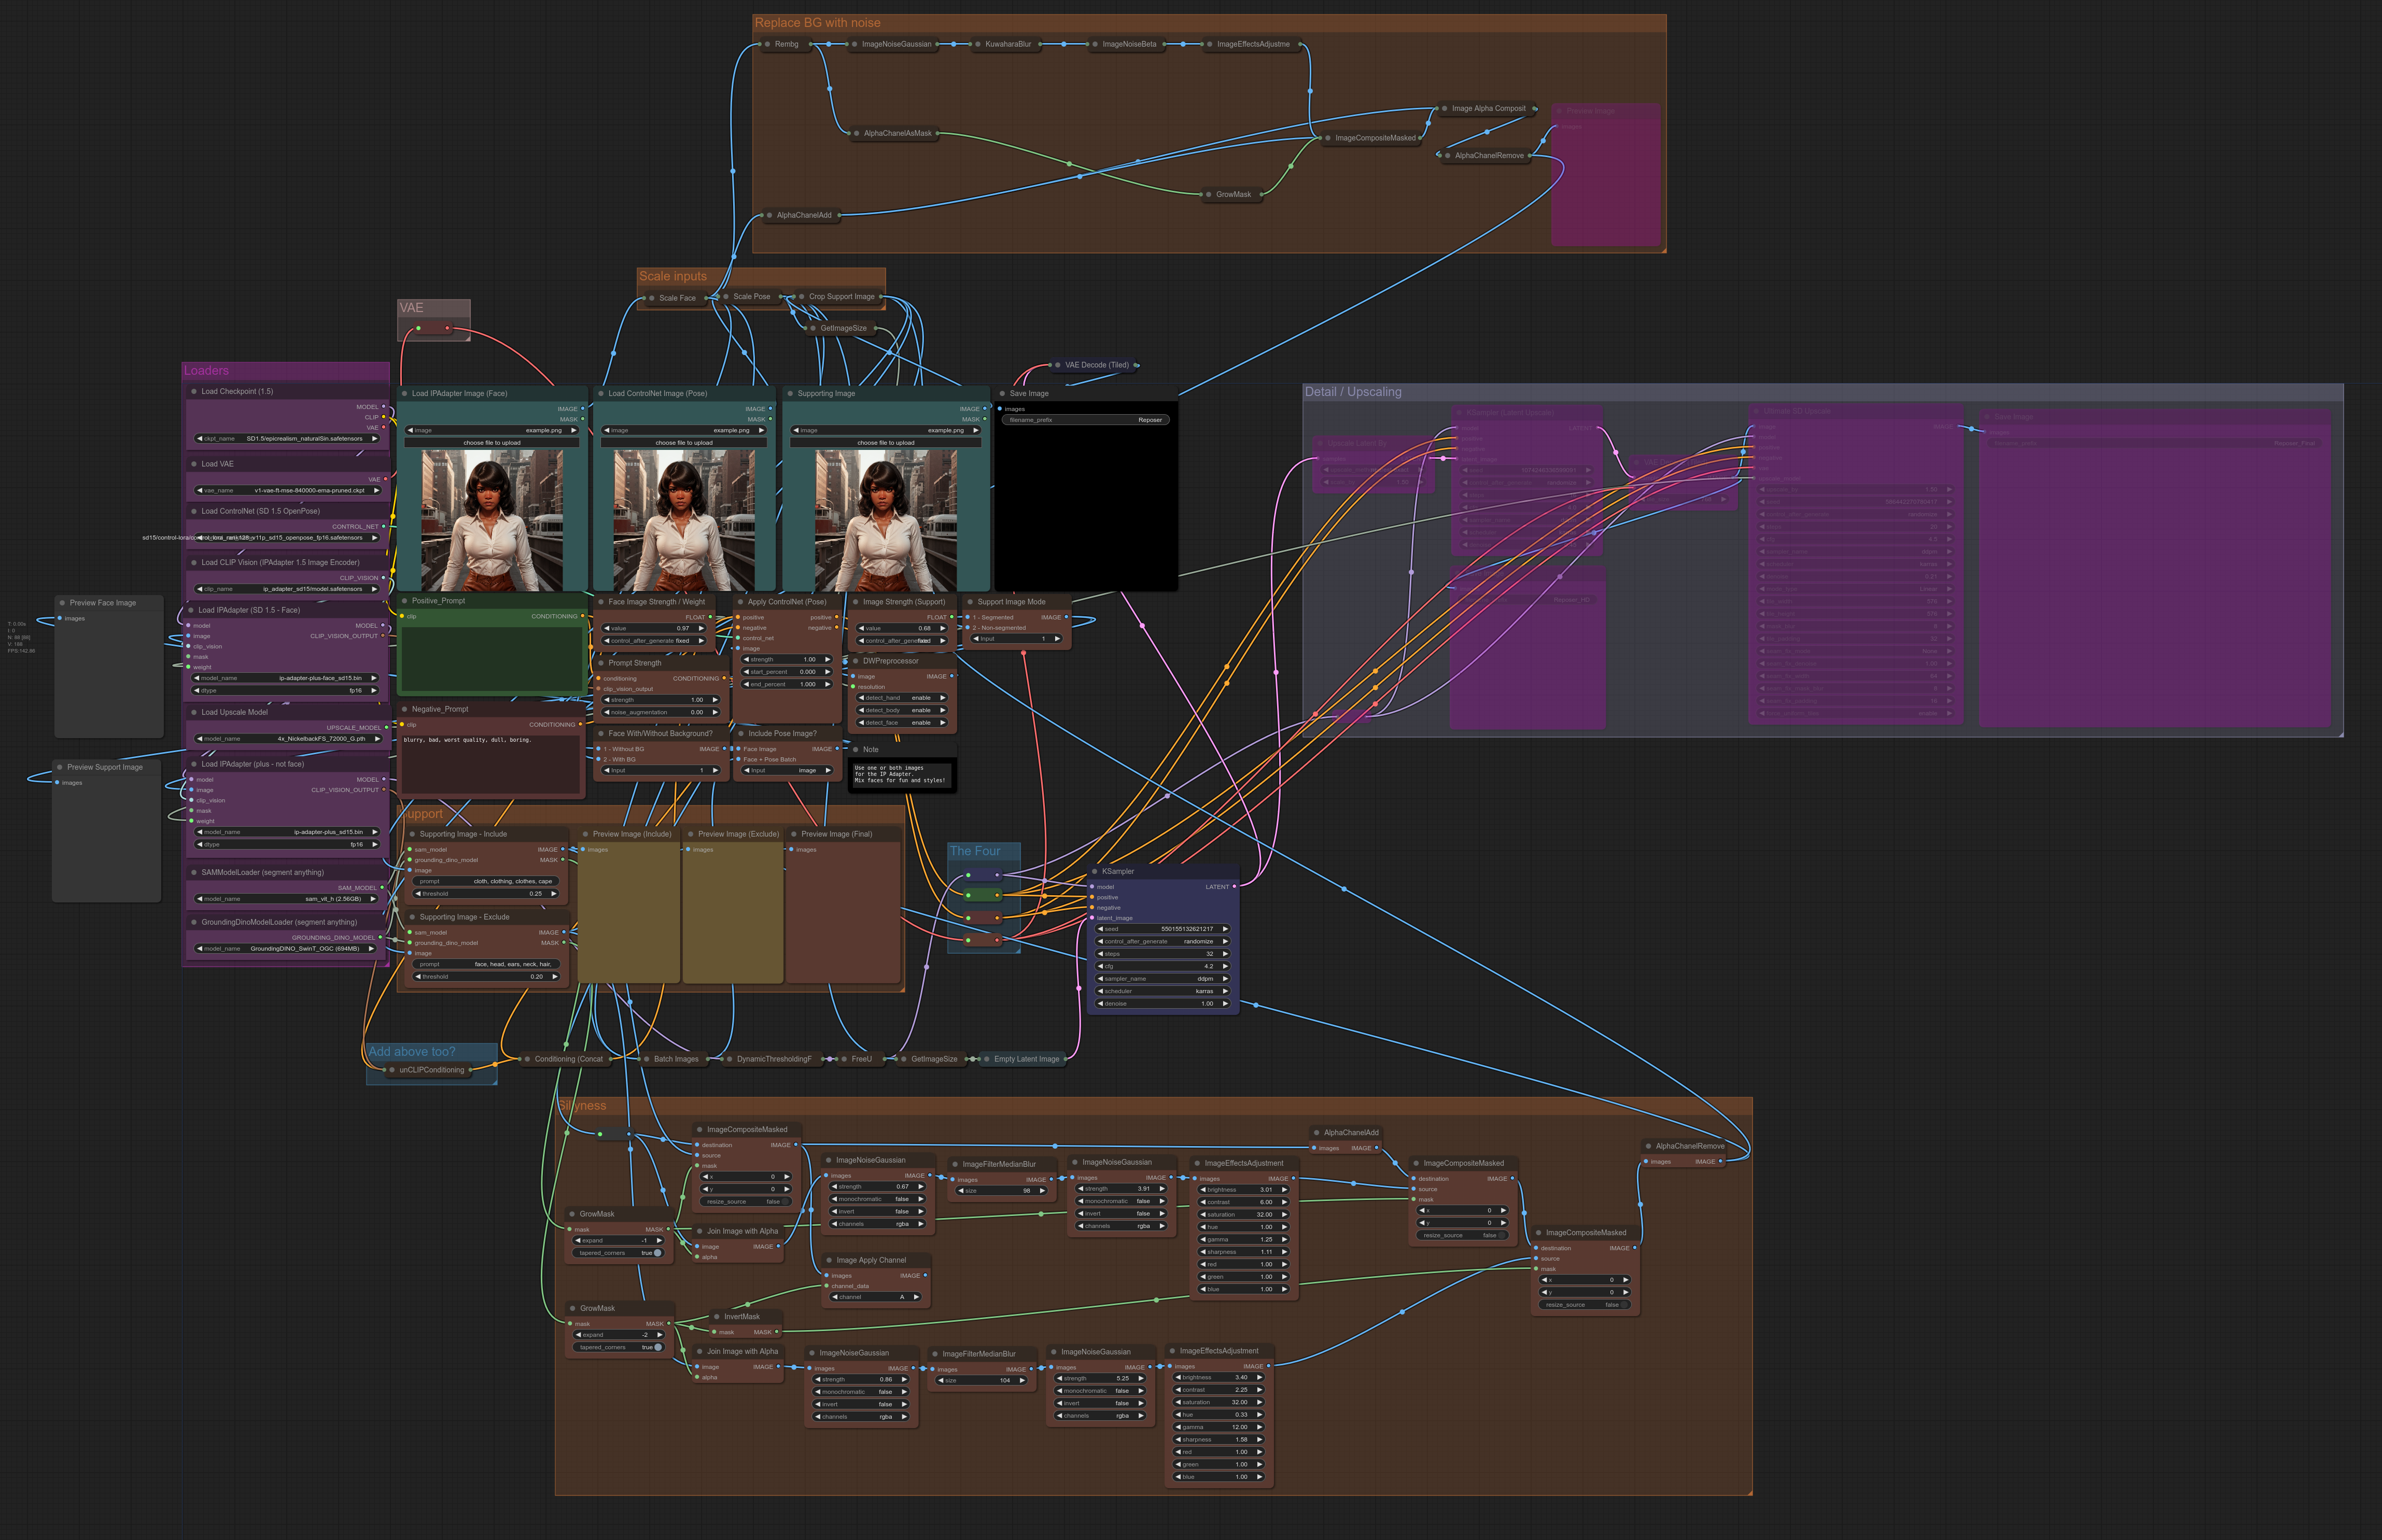 Replace BG with noise
Rembg
ImageNoiseGaussian
KuwaharaBlur
ImageNoiseBeta
ImageEffectsAdjustme
Image Alpha Composit
Preview Image
AlphaChanelAsMask
ImageCompositeMasked
AlphaChanelRemove
GrowMask
AlphaChanelAdd
Scale inputs
Scale Face
Scale Pose
Crop Support Image
GetImageSize
VAE
VAE Decode (Tiled)
Loaders
Load Checkpoint (1.5)
MODEL
CLIP
VAE
ckpt_name SD1.5/epicrealism_naturalSin.safetensors
Load VAE
VAE
vae_name v1-vae-ft-mse-840000-ema-pruned.ckpt
Load ControlNet (SD 1.5 OpenPose)
CONTROL_NET
Load CLIP Vision (IPAdapter 1.5 Image Encoder)
CLIP_VISION
clip_name ip_adapter_sd15/model.safetensors
Load IPAdapter (SD 1.5 - Face)
model MODEL
image CLIP_VISION_OUTPUT
clip_vision
mask
weight
model_name ip-adapter-plus-face_sd15.bin
dtype fp16
Load Upscale Model
UPSCALE_MODEL
model_name 4x_NickelbackFS_72000_G.pth
Load IPAdapter (plus - not face)
model MODEL
image CLIP_VISION_OUTPUT
clip_vision
mask
weight
model_name ip-adapter-plus_sd15.bin
dtype fp16
SAMModelLoader (segment anything)
SAM_MODEL
model_name sam_vit_h (2.56GB)
GroundingDinoModelLoader (segment anything)
GROUNDING_DINO_MODEL
model_name GroundingDINO_SwinT_OGC (694MB)
Preview Face Image
images
Preview Support Image
images
Load IPAdapter Image (Face)
IMAGE
MASK
image example.png
choose file to upload
Load ControlNet Image (Pose)
IMAGE
MASK
image example.png
choose file to upload
Supporting Image
IMAGE
MASK
image example.png
choose file to upload
Save Image
images
filename_prefix Reposer
Positive_Prompt
clip CONDITIONING
Negative_Prompt
clip CONDITIONING
blurry, bad, worst quality, dull, boring.
Face Image Strength / Weight
FLOAT
value 0.97
control_after_generate fixed
Prompt Strength
conditioning CONDITIONING
clip_vision_output
strength 1.00
noise_augmentation 0.00
Face With/Without Background?
1 - Without BG IMAGE
2 - With BG
Input 1
Apply ControlNet (Pose)
positive positive
negative negative
control_net
image
strength 1.00
start_percent 0.000
end_percent 1.000
Include Pose Image?
Face Image IMAGE
Face + Pose Batch
Input image
Image Strength (Support)
FLOAT
value 0.68
DWPreprocessor
image IMAGE
resolution
detect_hand enable
detect_body enable
detect_face enable
Note
Use one or both images
for the IP Adapter.
Mix faces for fun and styles!
Support Image Mode
1 - Segmented IMAGE
2 - Non-segmented
Input 1
Detail / Upscaling
KSampler (Latent Upscale)
LATENT
Ultimate SD Upscale
IMAGE
Save Image
Supporting Image - Include
sam_model IMAGE
grounding_dino_model MASK
image
prompt cloth, clothing, clothes, cape
threshold 0.25
Supporting Image - Exclude
sam_model IMAGE
grounding_dino_model MASK
image
prompt face, head, ears, neck, hair,
threshold 0.20
Preview Image (Include)
images
Preview Image (Exclude)
images
Preview Image (Final)
images
The Four
KSampler
model LATENT
positive
negative
latent_image
seed 550155132621217
control_after_generate randomize
steps 32
cfg 4.2
sampler_name ddpm
scheduler karras
denoise 1.00
Add above too?
unCLIPConditioning
Conditioning (Concat
Batch Images
DynamicThresholdingF
FreeU
GetImageSize
Empty Latent Image
ImageCompositeMasked
destination IMAGE
source
mask
x 0
y 0
resize_source false
GrowMask
mask MASK
expand -1
tapered_corners true
Join Image with Alpha
image IMAGE
alpha
ImageNoiseGaussian
images IMAGE
strength 0.67
monochromatic false
invert false
channels rgba
ImageFilterMedianBlur
images IMAGE
size 98
ImageNoiseGaussian
images IMAGE
strength 3.91
monochromatic false
invert false
channels rgba
ImageEffectsAdjustment
images IMAGE
brightness 3.01
contrast 6.00
saturation 32.00
hue 1.00
gamma 1.25
sharpness 1.11
red 1.00
green 1.00
blue 1.00
AlphaChanelAdd
images IMAGE
ImageCompositeMasked
destination IMAGE
source
mask
x 0
y 0
resize_source false
AlphaChanelRemove
images IMAGE
ImageCompositeMasked
destination IMAGE
source
mask
x 0
y 0
resize_source false
Image Apply Channel
images IMAGE
channel_data
channel A
GrowMask
mask MASK
expand -2
tapered_corners true
InvertMask
mask MASK
Join Image with Alpha
image IMAGE
alpha
ImageNoiseGaussian
images IMAGE
strength 0.86
monochromatic false
invert false
channels rgba
ImageFilterMedianBlur
images IMAGE
size 104
ImageNoiseGaussian
images IMAGE
strength 5.25
monochromatic false
invert false
channels rgba
ImageEffectsAdjustment
images IMAGE
brightness 3.40
contrast 2.25
saturation 32.00
hue 0.33
gamma 12.00
sharpness 1.58
red 1.00
green 1.00
blue 1.00